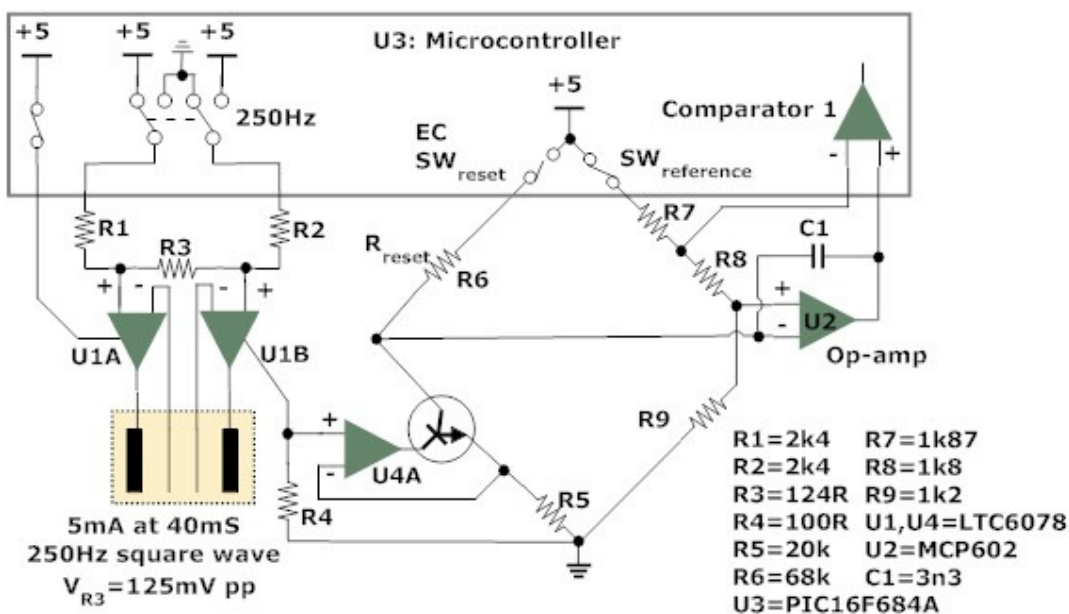 +5
+5
+5
U3: Microcontroller
250Hz
+5
EC
SWreset
SWreference
Comparator 1
-
+
R1
R2
R3
+
-
-
+
U1A
U1B
Rreset
R6
R7
R8
C1
+
-
U2
Op-amp
+
-
U4A
R4
R5
R9
5mA at 40mS
250Hz square wave
VR3=125mV pp
R1=2k4 R7=1k87
R2=2k4 R8=1k8
R3=124R R9=1k2
R4=100R U1,U4=LTC6078
R5=20k U2=MCP602
R6=68k C1=3n3
U3=PIC16F684A